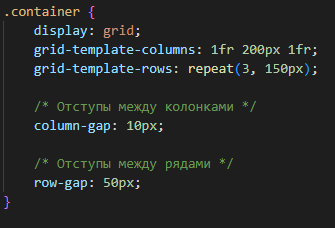 .container {
    display: grid;
    grid-template-columns: 1fr 200px 1fr;
    grid-template-rows: repeat(3, 150px);

    /* Отступы между колонками */
    column-gap: 10px;

    /* Отступы между рядами */
    row-gap: 50px;
}